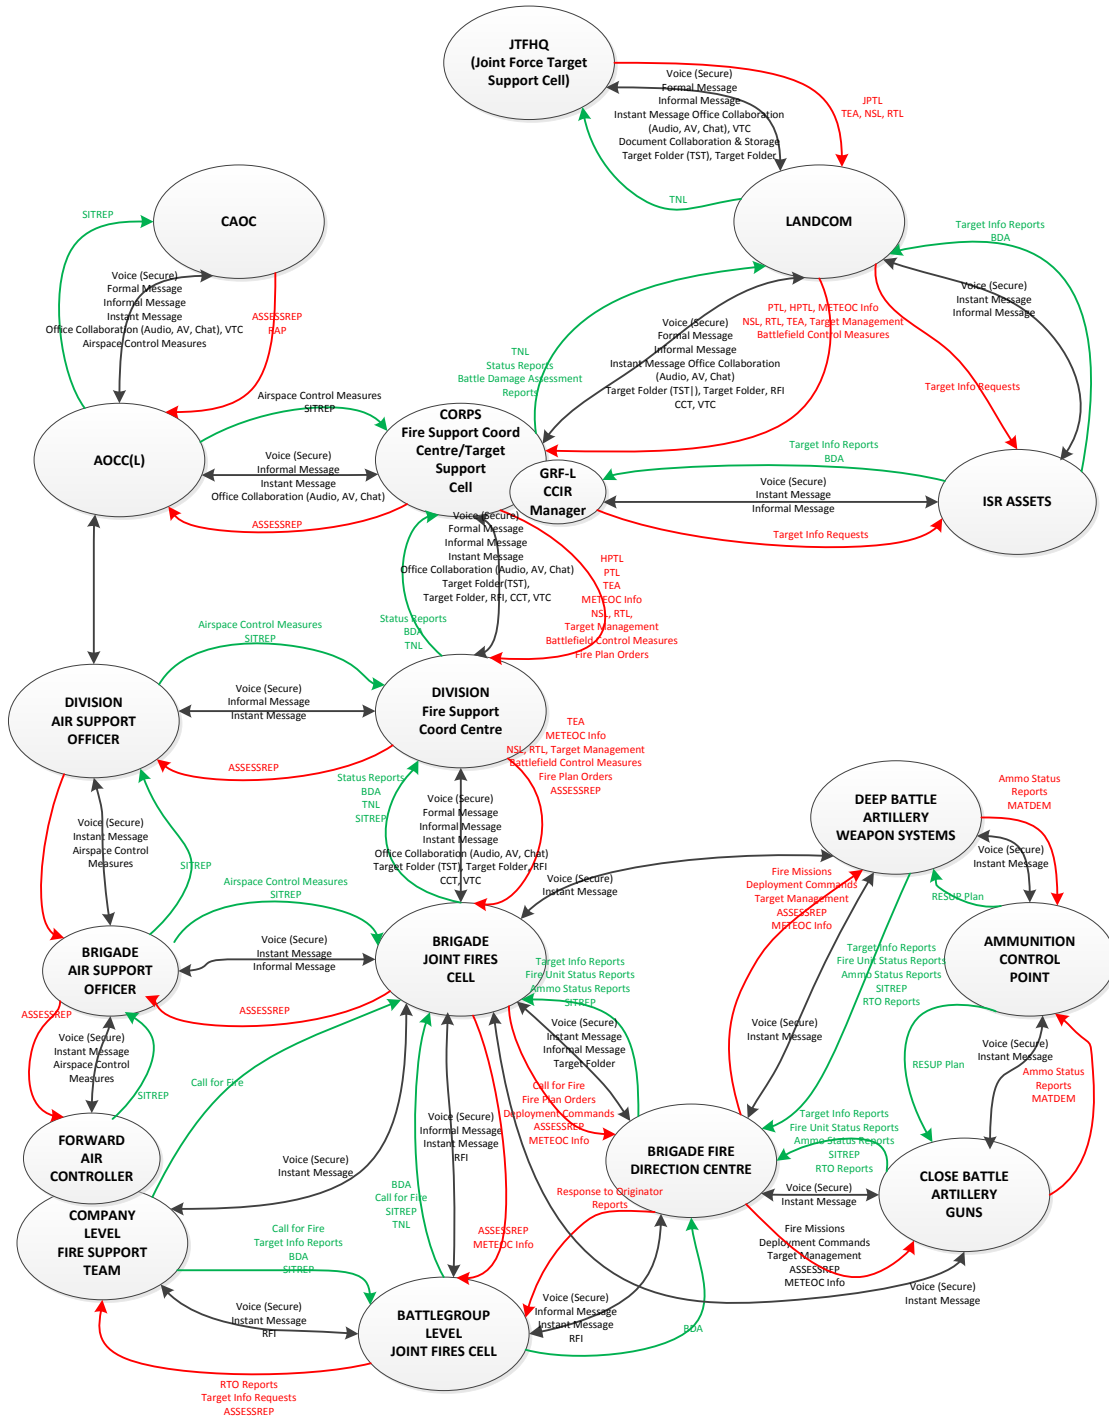 JTFHQ
(Joint Force Target
Support Cell)
Voice (Secure)
Formal Message
Informal Message
Instant Message Office Collaboration
(Audio, AV, Chat), VTC
Document Collaboration & Storage
Target Folder (TST), Target Folder
JPTL
TEA, NSL, RTL
TNL
LANDCOM
SITREP
CAOC
Voice (Secure)
Formal Message
Informal Message
Instant Message
Office Collaboration (Audio, AV, Chat), VTC
Airspace Control Measures
ASSESSREP
RAP
Target Info Reports
BDA
Voice (Secure)
Instant Message
Informal Message
PTL, HPTL, METEOC Info
NSL, RTL, TEA, Target Management
Battlefield Control Measures
Voice (Secure)
Formal Message
Informal Message
Instant Message Office Collaboration
(Audio, AV, Chat)
Target Folder (TST|), Target Folder, RFI
CCT, VTC
TNL
Status Reports
Battle Damage Assessment
Reports
Target Info Requests
Airspace Control Measures
SITREP
AOCC(L)
Voice (Secure)
Informal Message
Instant Message
Office Collaboration (Audio, AV, Chat)
ASSESSREP
CORPS
Fire Support Coord
Centre/Target
Support
Cell
GRF-L
CCIR
Manager
Target Info Reports
BDA
Voice (Secure)
Instant Message
Informal Message
Target Info Requests
ISR ASSETS
Voice (Secure)
Formal Message
Informal Message
Instant Message
Office Collaboration (Audio, AV, Chat)
Target Folder(TST),
Target Folder, RFI, CCT, VTC
HPTL
PTL
TEA
METEOC Info
NSL, RTL,
Target Management
Battlefield Control Measures
Fire Plan Orders
Status Reports
BDA
TNL
Airspace Control Measures
SITREP
DIVISION
AIR SUPPORT
OFFICER
Voice (Secure)
Informal Message
Instant Message
ASSESSREP
DIVISION
Fire Support
Coord Centre
TEA
METEOC Info
NSL, RTL, Target Management
Battlefield Control Measures
Fire Plan Orders
ASSESSREP
Status Reports
BDA
TNL
SITREP
Voice (Secure)
Formal Message
Informal Message
Instant Message
Office Collaboration (Audio, AV, Chat)
Target Folder (TST), Target Folder, RFI
CCT, VTC
Voice (Secure)
Instant Message
Airspace Control
Measures
SITREP
Airspace Control Measures
SITREP
Voice (Secure)
Instant Message
DEEP BATTLE
ARTILLERY
WEAPON SYSTEMS
Ammo Status
Reports
MATDEM
Voice (Secure)
Instant Message
RESUP Plan
Fire Missions
Deployment Commands
Target Management
ASSESSREP
METEOC Info
BRIGADE
AIR SUPPORT
OFFICER
Voice (Secure)
Instant Message
Informal Message
ASSESSREP
BRIGADE
JOINT FIRES
CELL
Target Info Reports
Fire Unit Status Reports
Ammo Status Reports
SITREP
Target Info Reports
Fire Unit Status Reports
Ammo Status Reports
SITREP
RTO Reports
AMMUNITION
CONTROL
POINT
ASSESSREP
Voice (Secure)
Instant Message
Airspace Control
Measures
SITREP
Call for Fire
Voice (Secure)
Instant Message
Informal Message
Target Folder
Voice (Secure)
Instant Message
Voice (Secure)
Instant Message
RESUP Plan
Ammo Status
Reports
MATDEM
Call for Fire
Fire Plan Orders
Deployment Commands
ASSESSREP
METEOC Info
Voice (Secure)
Informal Message
Instant Message
RFI
FORWARD
AIR
CONTROLLER
Voice (Secure)
Instant Message
BRIGADE FIRE
DIRECTION CENTRE
Target Info Reports
Fire Unit Status Reports
Ammo Status Reports
SITREP
RTO Reports
Voice (Secure)
Instant Message
CLOSE BATTLE
ARTILLERY
GUNS
COMPANY
LEVEL
FIRE SUPPORT
TEAM
Call for Fire
Target Info Reports
BDA
SITREP
BDA
Call for Fire
SITREP
TNL
ASSESSREP
METEOC Info
Response to Originator
Reports
Fire Missions
Deployment Commands
Target Management
ASSESSREP
METEOC Info
Voice (Secure)
Instant Message
Voice (Secure)
Instant Message
RFI
BATTLEGROUP
LEVEL
JOINT FIRES CELL
Voice (Secure)
Informal Message
Instant Message
RFI
BDA
RTO Reports
Target Info Requests
ASSESSREP